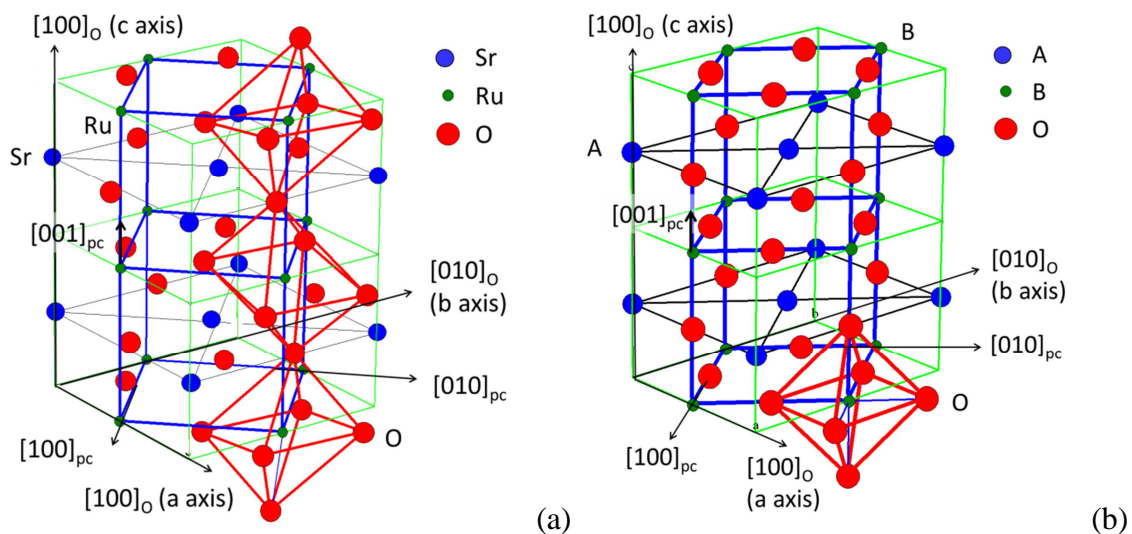 [100]O (c axis)
Sr
Ru
O
Ru
Sr
[001]pc
[010]O
(b axis)
[010]pc
O
[100]pc
[100]O (a axis)
(a)
[100]O (c axis)
B
A
B
O
c
A
[001]pc
[010]O
(b axis)
b
[010]pc
O
a
[100]pc
[100]O
(a axis)
(b)